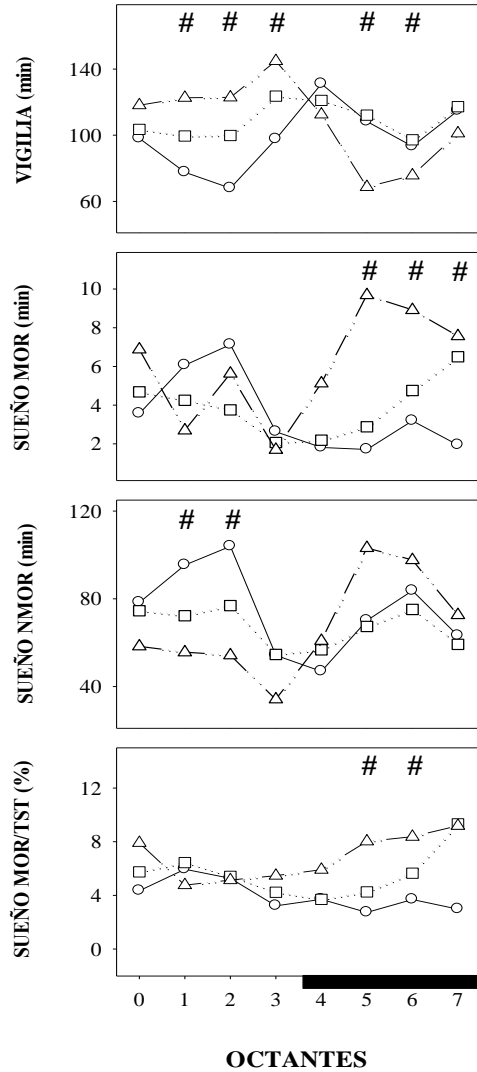 # # # # #
140
100
60
VIGILIA (min)
# # #
10
8
6
4
2
SUEÑO MOR (min)
# #
120
80
40
SUEÑO NMOR (min)
# #
12
8
4
0
SUEÑO MOR/TST (%)
0 1 2 3 4 5 6 7
OCTANTES